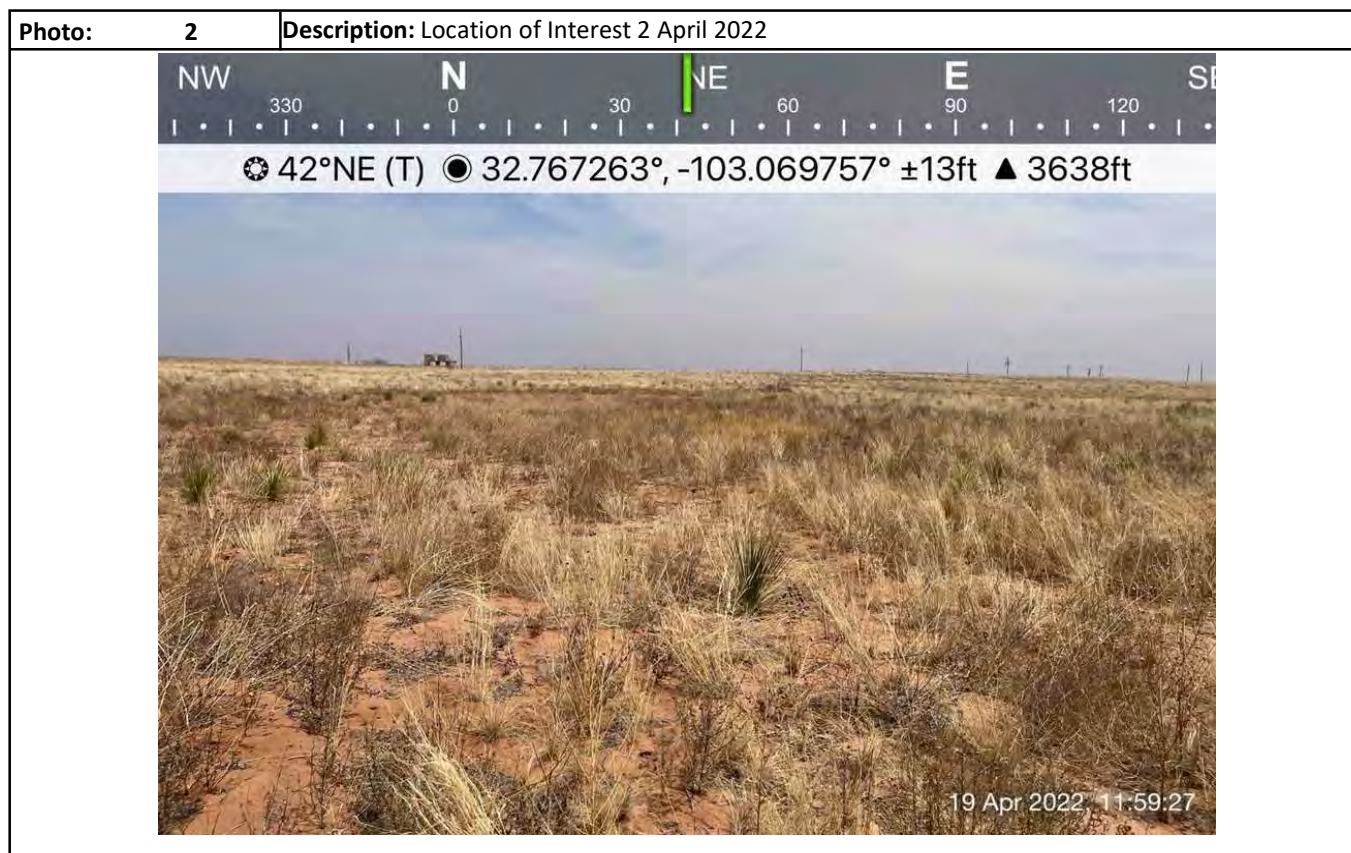 Photo: 2 Description: Location of Interest 2 April 2022
NW N NE E SE
330 0 30 60 90 120
42°NE (T) 32.767263°, -103.069757° ±13ft ▲ 3638ft
19 Apr 2022, 11:59:27